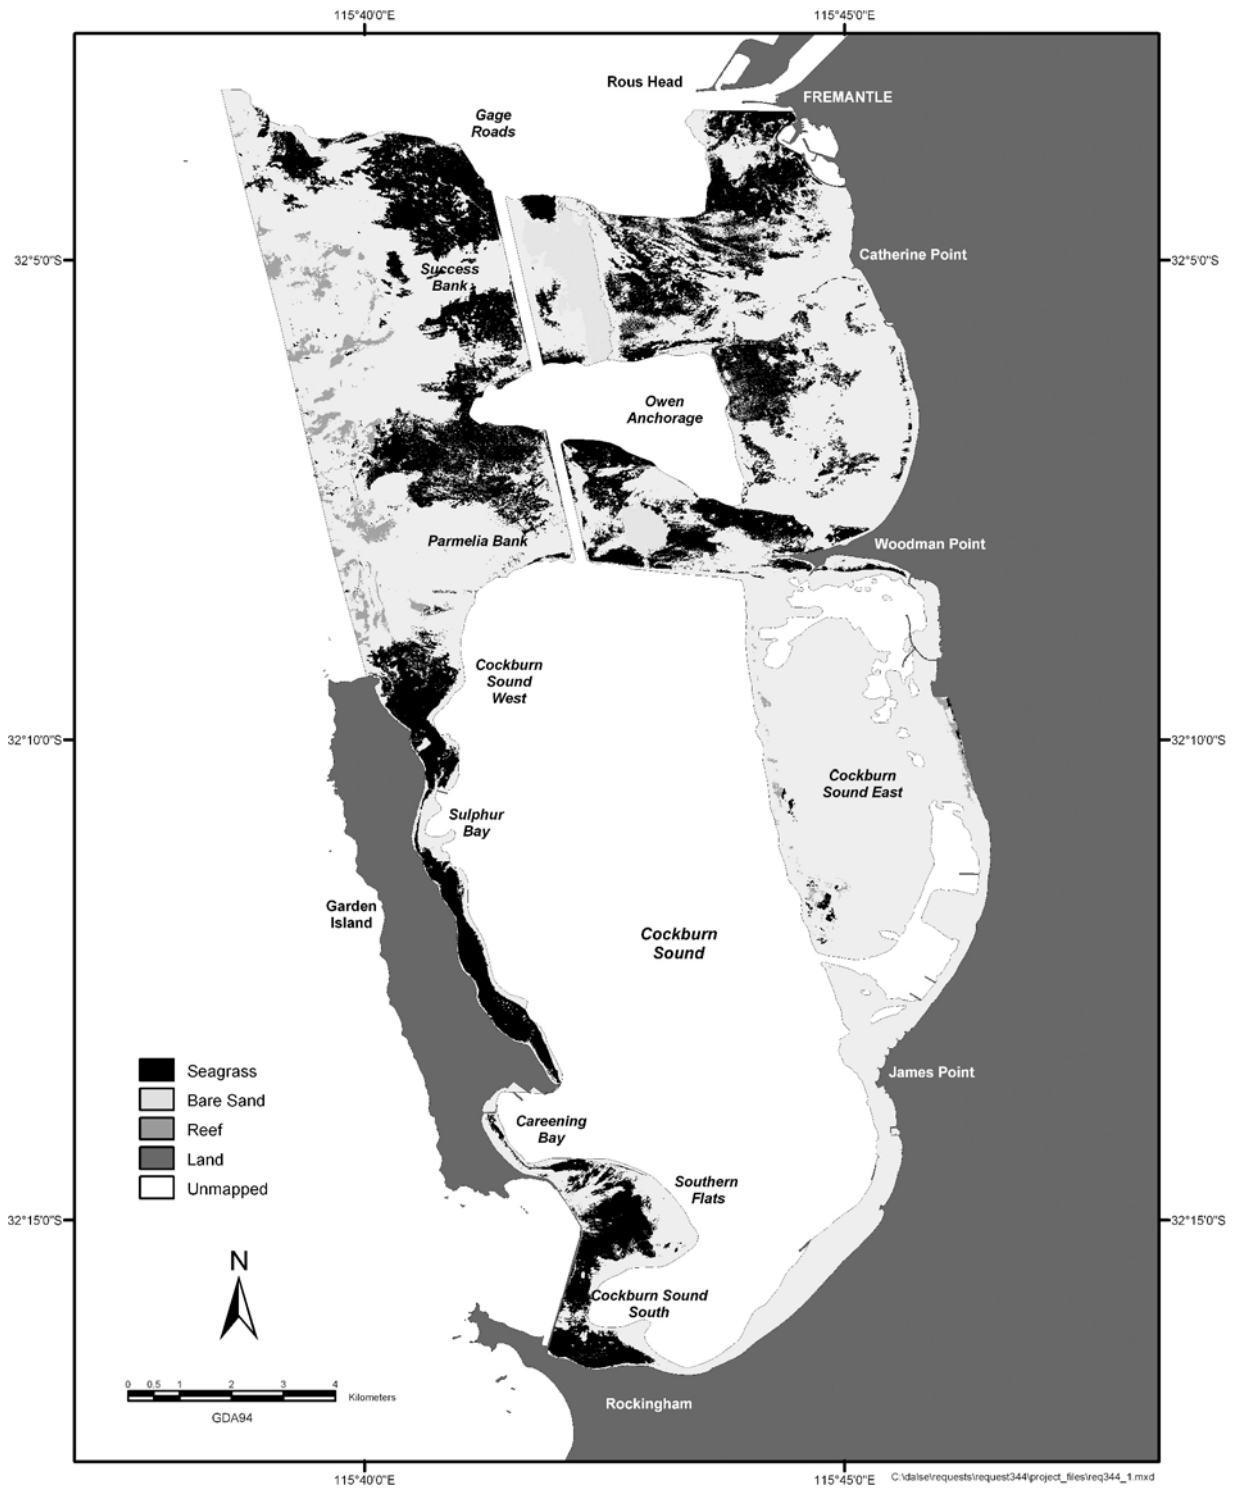 115°40'0"E
115°45'0"E
Rous Head
FREMANTLE
Gage
Roads
32°5'0"S
Catherine Point
32°5'0"S
Success
Bank
Owen
Anchorage
Parmelia Bank
Woodman Point
Cockburn
Sound
West
32°10'0"S
32°10'0"S
Cockburn
Sound East
Sulphur
Bay
Garden
Island
Cockburn
Sound
Seagrass
Bare Sand
Reef
Land
Unmapped
James Point
Careening
Bay
Southern
Flats
32°15'0"S
32°15'0"S
N
Cockburn Sound
South
0 0.5 1 2 3 4
Kilometers
GDA94
Rockingham
115°40'0"E
115°45'0"E
C:\dalse\requests\request344\project_files\req344_1.mxd